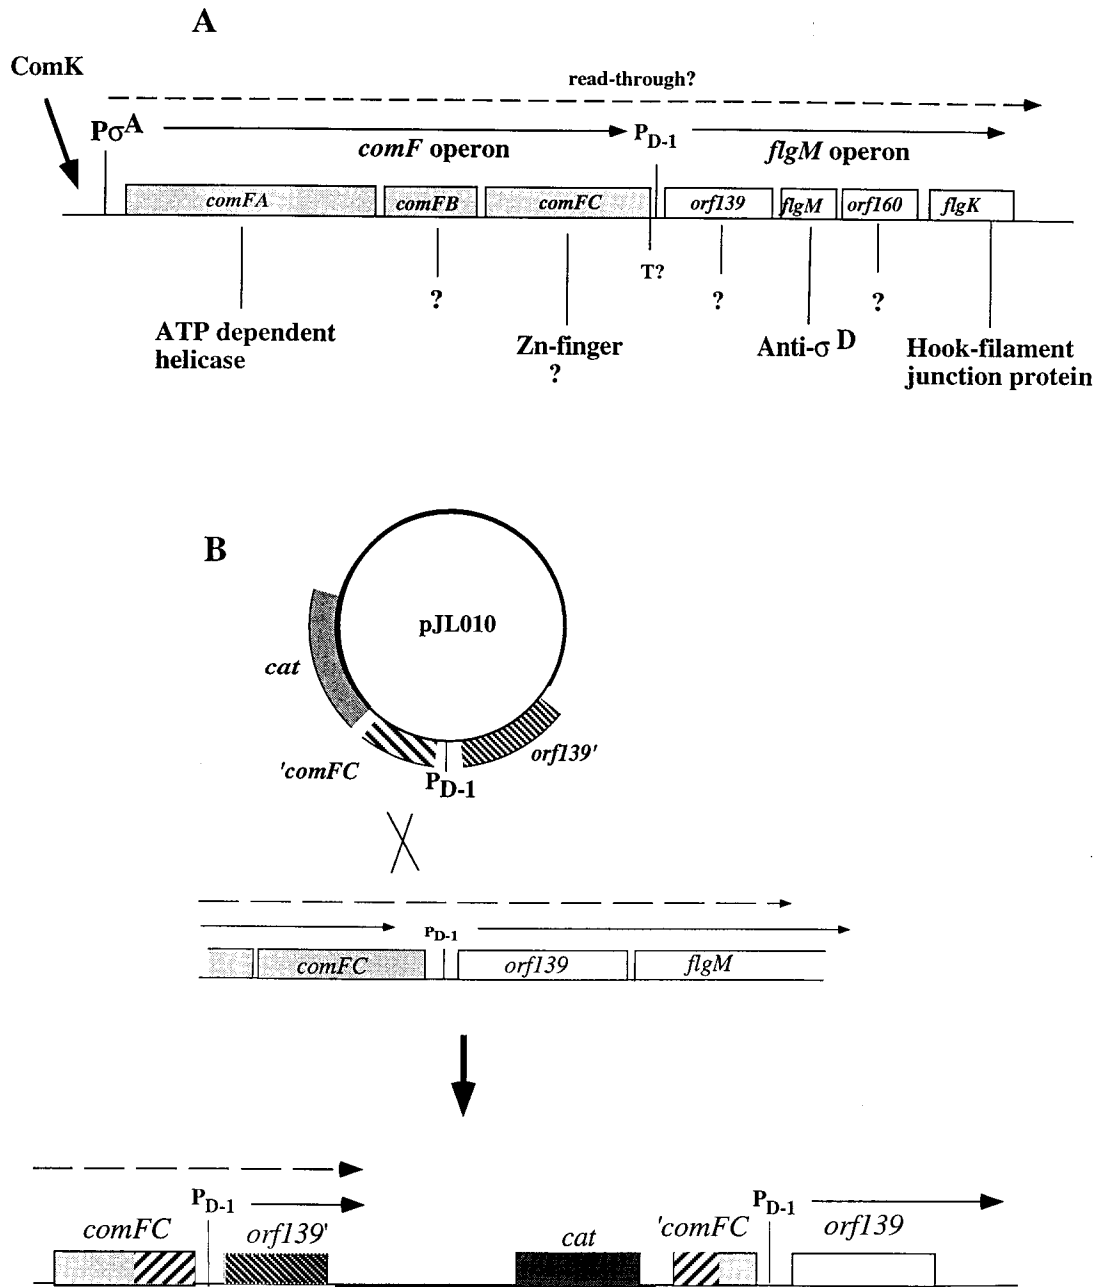 A
ComK
read-through?
PσA
comF operon
PD-1
flgM operon
comFA
comFB
comFC
orf139
flgM
orf160
flgK
T?
?
?
?
ATP dependent
helicase
Zn-finger
?
Anti-σ D
Hook-filament
junction protein
B
pJL010
cat
'comFC
PD-1
orf139'
PD-1
comFC
orf139
flgM
PD-1
comFC
orf139'
cat
'comFC
PD-1
orf139